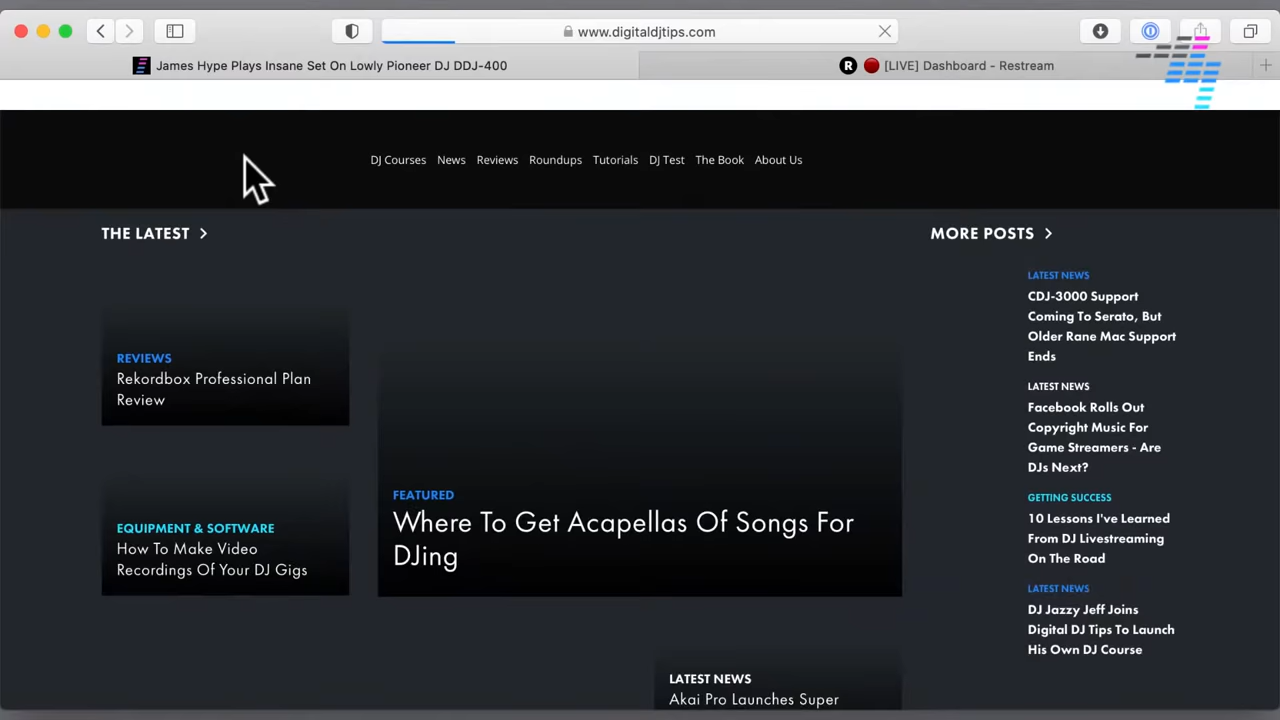 www.digitaldjtips.com
James Hype Plays Insane Set On Lowly Pioneer DJ DDJ-400
R
[LIVE] Dashboard - Restream
DJ Courses News Reviews Roundups Tutorials DJ Test The Book About Us
THE LATEST
REVIEWS
Rekordbox Professional Plan
Review
EQUIPMENT & SOFTWARE
How To Make Video
Recordings Of Your DJ Gigs
FEATURED
Where To Get Acapellas Of Songs For
DJing
LATEST NEWS
Akai Pro Launches Super
MORE POSTS
LATEST NEWS
CDJ-3000 Support
Coming To Serato, But
Older Rane Mac Support
Ends
LATEST NEWS
Facebook Rolls Out
Copyright Music For
Game Streamers - Are
DJs Next?
GETTING SUCCESS
10 Lessons I've Learned
From DJ Livestreaming
On The Road
LATEST NEWS
DJ Jazzy Jeff Joins
Digital DJ Tips To Launch
His Own DJ Course